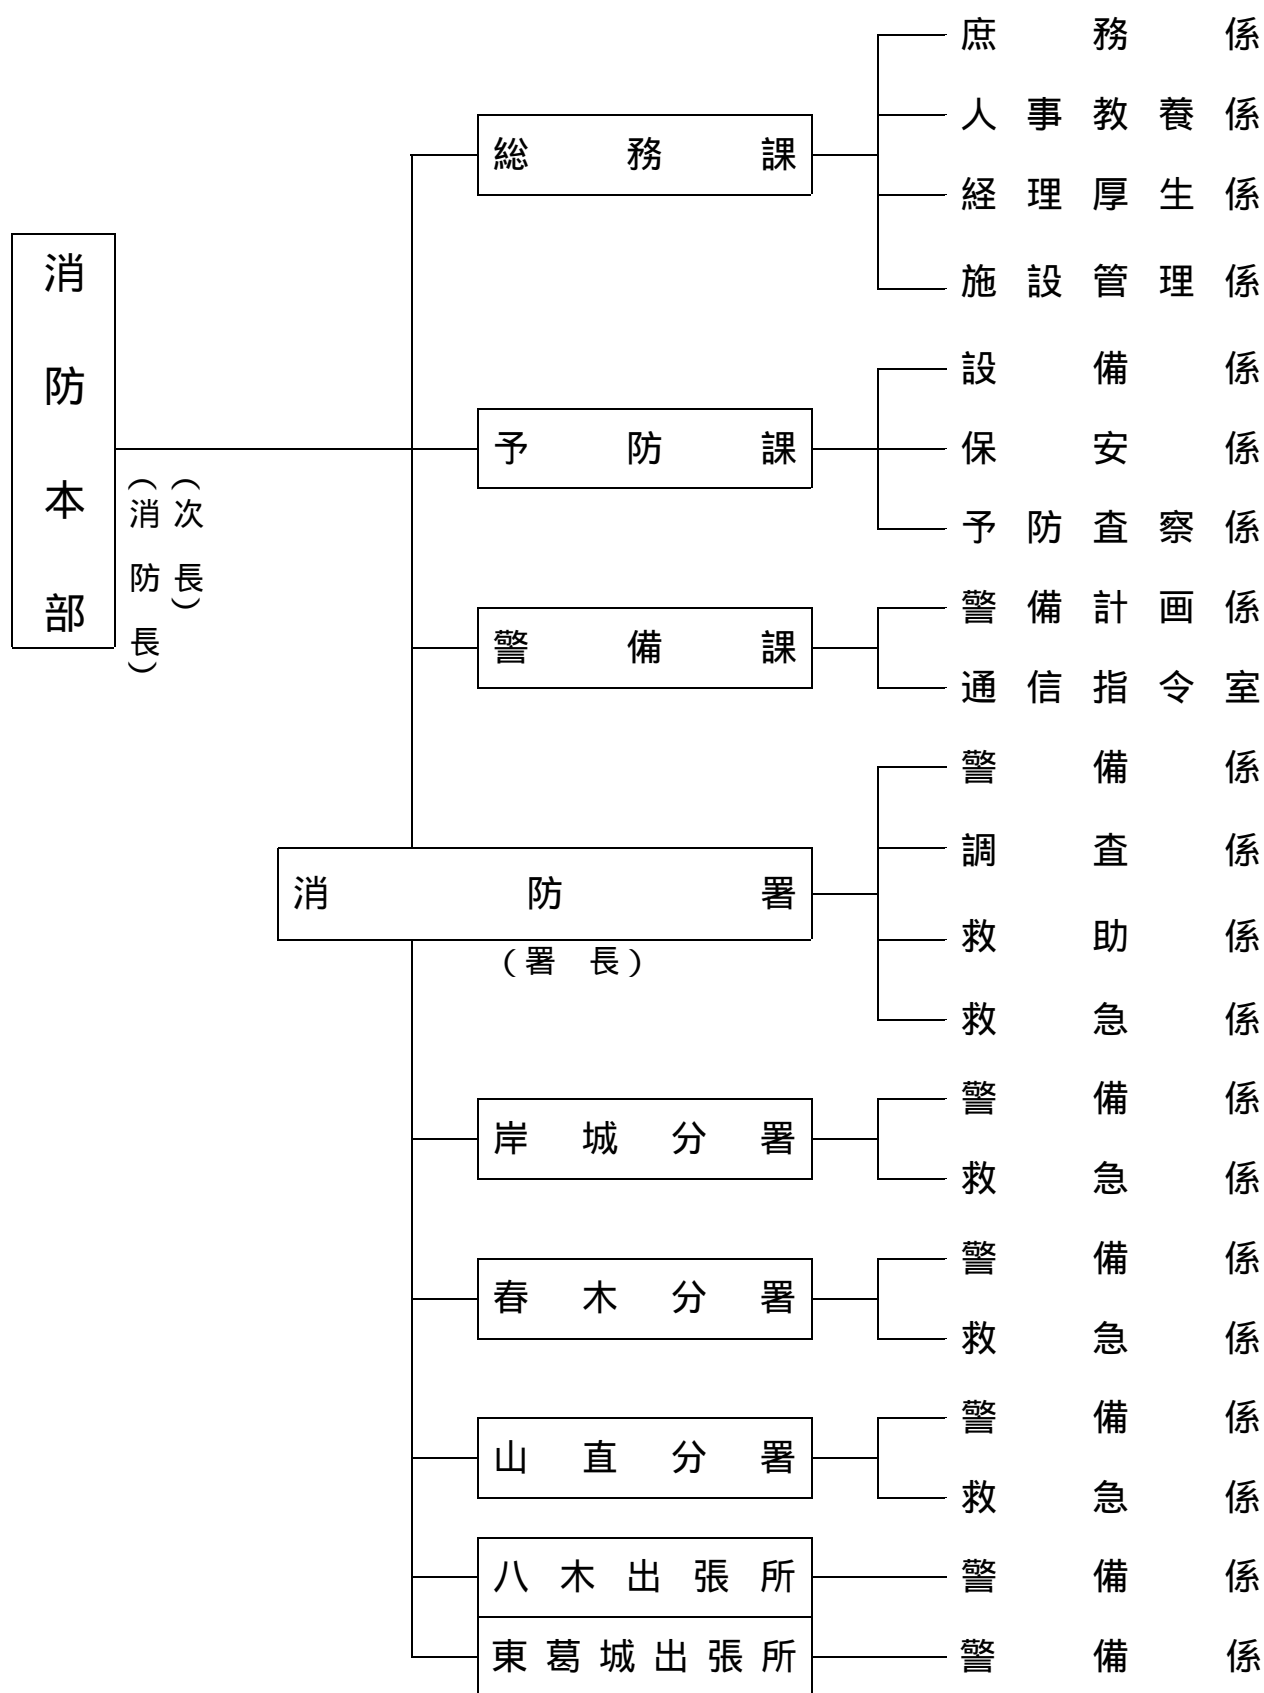 消防本部
(消防長)
(次長)
総務課
庶務係
人事教養係
経理厚生係
施設管理係
予防課
設備係
保安係
予防査察係
警備課
警備計画係
通信指令室
消防署
(署長)
警備係
調査係
救助係
救急係
岸城分署
警備係
救急係
春木分署
警備係
救急係
山直分署
警備係
救急係
八木出張所
警備係
東葛城出張所
警備係